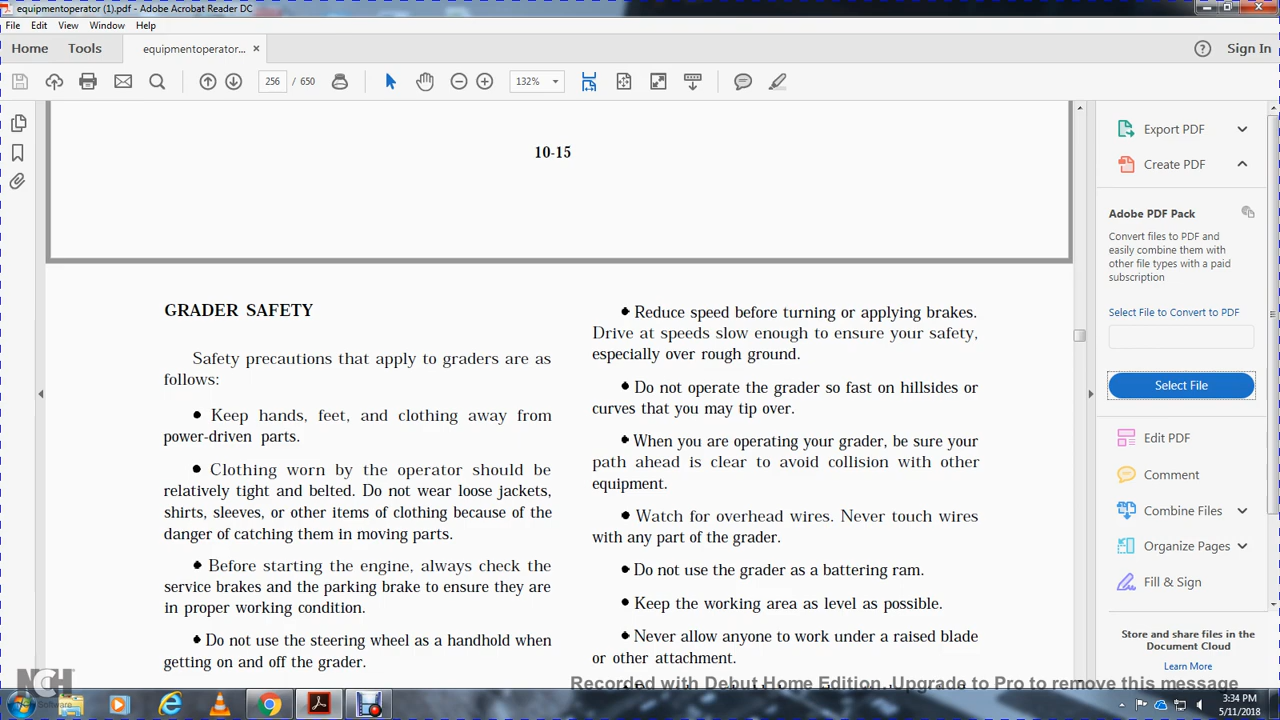 equipmentoperator (1).pdf - Adobe Acrobat Reader DC
File Edit View Window Help
Home Tools equipmentoperator... × Sign In
256 / 650 132%
10-15
GRADER SAFETY
Safety precautions that apply to graders are as
follows:
• Keep hands, feet, and clothing away from
power-driven parts.
• Clothing worn by the operator should be
relatively tight and belted. Do not wear loose jackets,
shirts, sleeves, or other items of clothing because of the
danger of catching them in moving parts.
• Before starting the engine, always check the
service brakes and the parking brake to ensure they are
in proper working condition.
• Do not use the steering wheel as a handhold when
getting on and off the grader.
• Reduce speed before turning or applying brakes.
Drive at speeds slow enough to ensure your safety,
especially over rough ground.
• Do not operate the grader so fast on hillsides or
curves that you may tip over.
• When you are operating your grader, be sure your
path ahead is clear to avoid collision with other
equipment.
• Watch for overhead wires. Never touch wires
with any part of the grader.
• Do not use the grader as a battering ram.
• Keep the working area as level as possible.
• Never allow anyone to work under a raised blade
or other attachment.
Export PDF
Create PDF
Adobe PDF Pack
Convert files to PDF and
easily combine them with
other file types with a paid
subscription
Select File to Convert to PDF
Select File
Edit PDF
Comment
Combine Files
Organize Pages
Fill & Sign
Store and share files in the
Document Cloud
Learn More
NCH
Software
Recorded with Debut Home Edition. Upgrade to Pro to remove this message
3:34 PM
5/11/2018